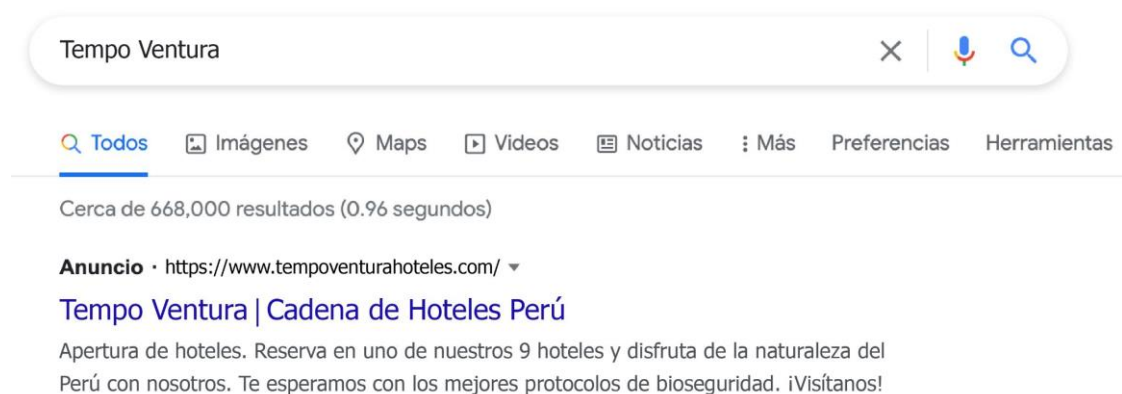 Tempo Ventura
Todos Imágenes Maps Videos Noticias Más Preferencias Herramientas
Cerca de 668,000 resultados (0.96 segundos)
Anuncio · https://www.tempoventurahoteles.com/
Tempo Ventura | Cadena de Hoteles Perú
Apertura de hoteles. Reserva en uno de nuestros 9 hoteles y disfruta de la naturaleza del
Perú con nosotros. Te esperamos con los mejores protocolos de bioseguridad. ¡Visítanos!